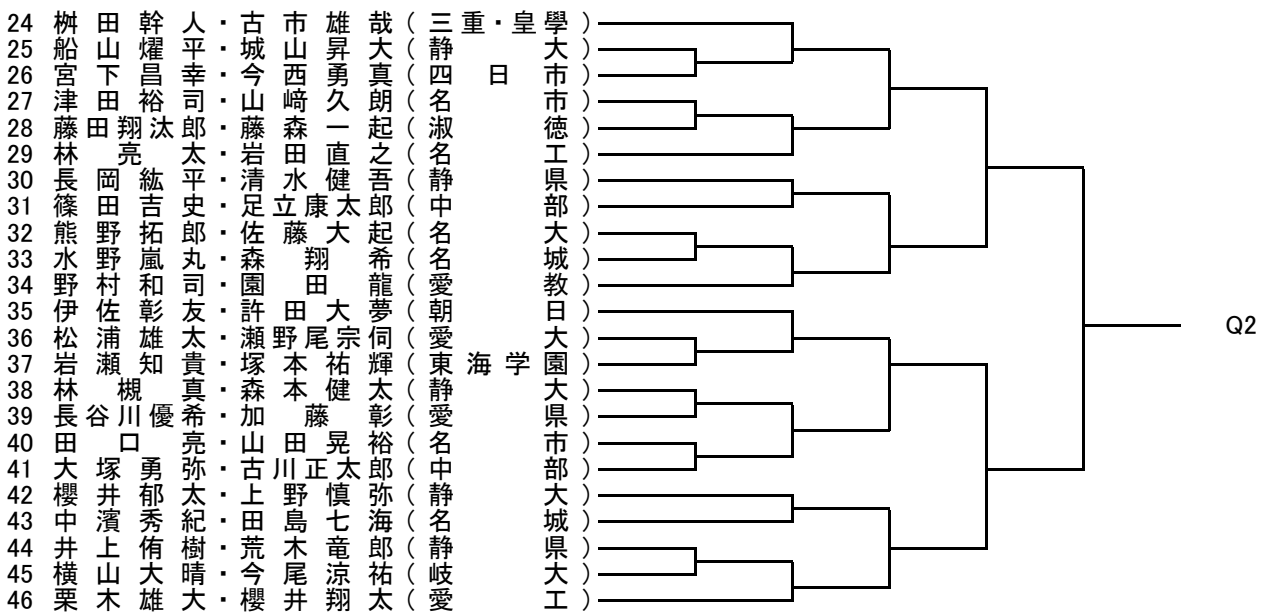 24 桝田幹人・古市雄哉(三重・皇學)
25 船山燿平・城山昇大(静大)
26 宮下昌幸・今西勇真(四日市)
27 津田裕司・山﨑久朗(名市)
28 藤田翔汰郎・藤森一起(淑徳)
29 林亮太・岩田直之(名工)
30 長岡紘平・清水健吾(静県)
31 篠田吉史・足立康太郎(中部)
32 熊野拓郎・佐藤大起(名大)
33 水野嵐丸・森翔希(名城)
34 野村和司・園田龍(愛教)
35 伊佐彰友・許田大夢(朝日)
36 松浦雄太・瀬野尾宗伺(愛大)
37 岩瀬知貴・塚本祐輝(東海学園)
38 林槻真・森本健太(静大)
39 長谷川優希・加藤彰(愛県)
40 田口亮・山田晃裕(名市)
41 大塚勇弥・古川正太郎(中部)
42 櫻井郁太・上野慎弥(静大)
43 中濱秀紀・田島七海(名城)
44 井上侑樹・荒木竜郎(静県)
45 横山大晴・今尾涼祐(岐大)
46 栗木雄大・櫻井翔太(愛工)
Q2